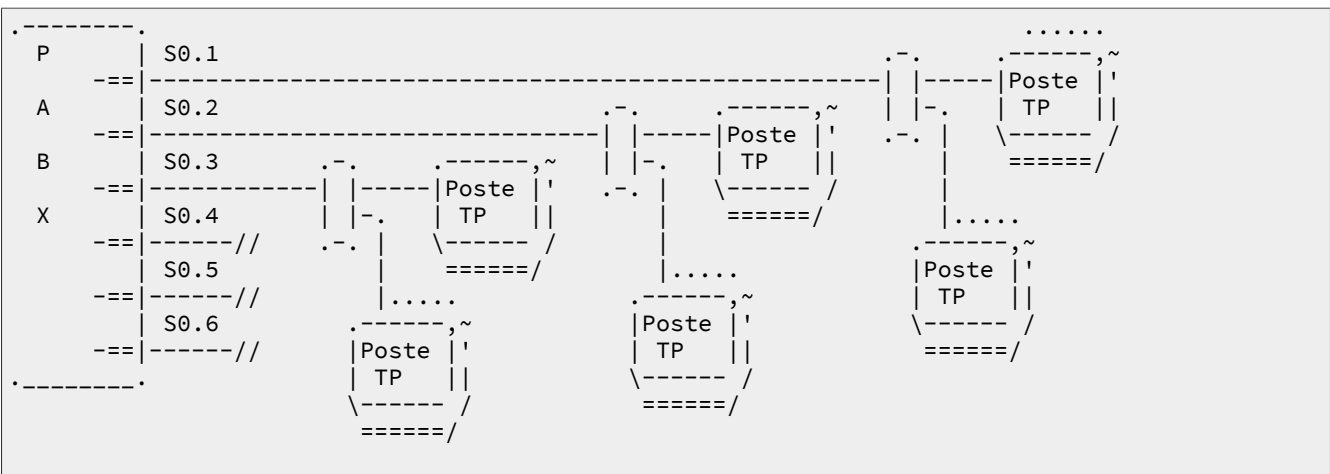 P S0.1
Poste
A S0.2 TP
Poste
B S0.3 TP
Poste
X S0.4 TP
S0.5 Poste
TP
S0.6 Poste
Poste TP
TP